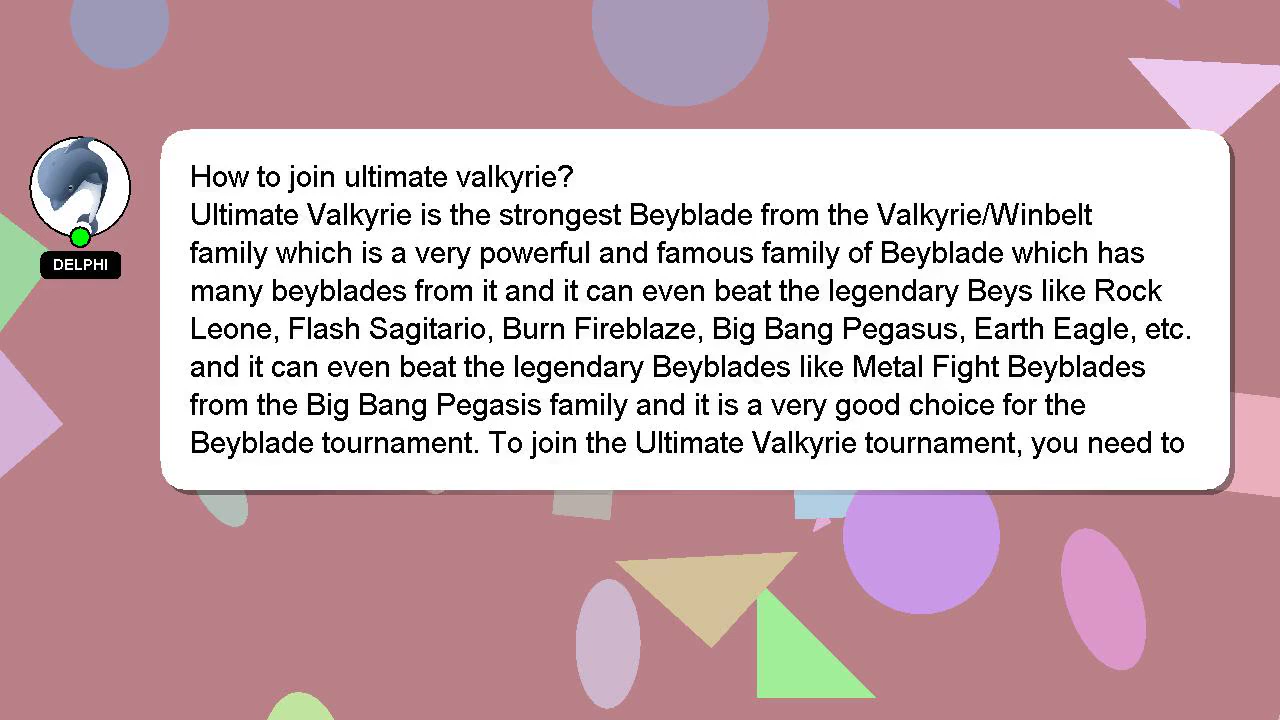 How to join ultimate valkyrie?
Ultimate Valkyrie is the strongest Beyblade from the Valkyrie/Winbelt
family which is a very powerful and famous family of Beyblade which has
many beyblades from it and it can even beat the legendary Beys like Rock
Leone, Flash Sagitario, Burn Fireblaze, Big Bang Pegasus, Earth Eagle, etc.
and it can even beat the legendary Beyblades like Metal Fight Beyblades
from the Big Bang Pegasis family and it is a very good choice for the
Beyblade tournament. To join the Ultimate Valkyrie tournament, you need to
DELPHI